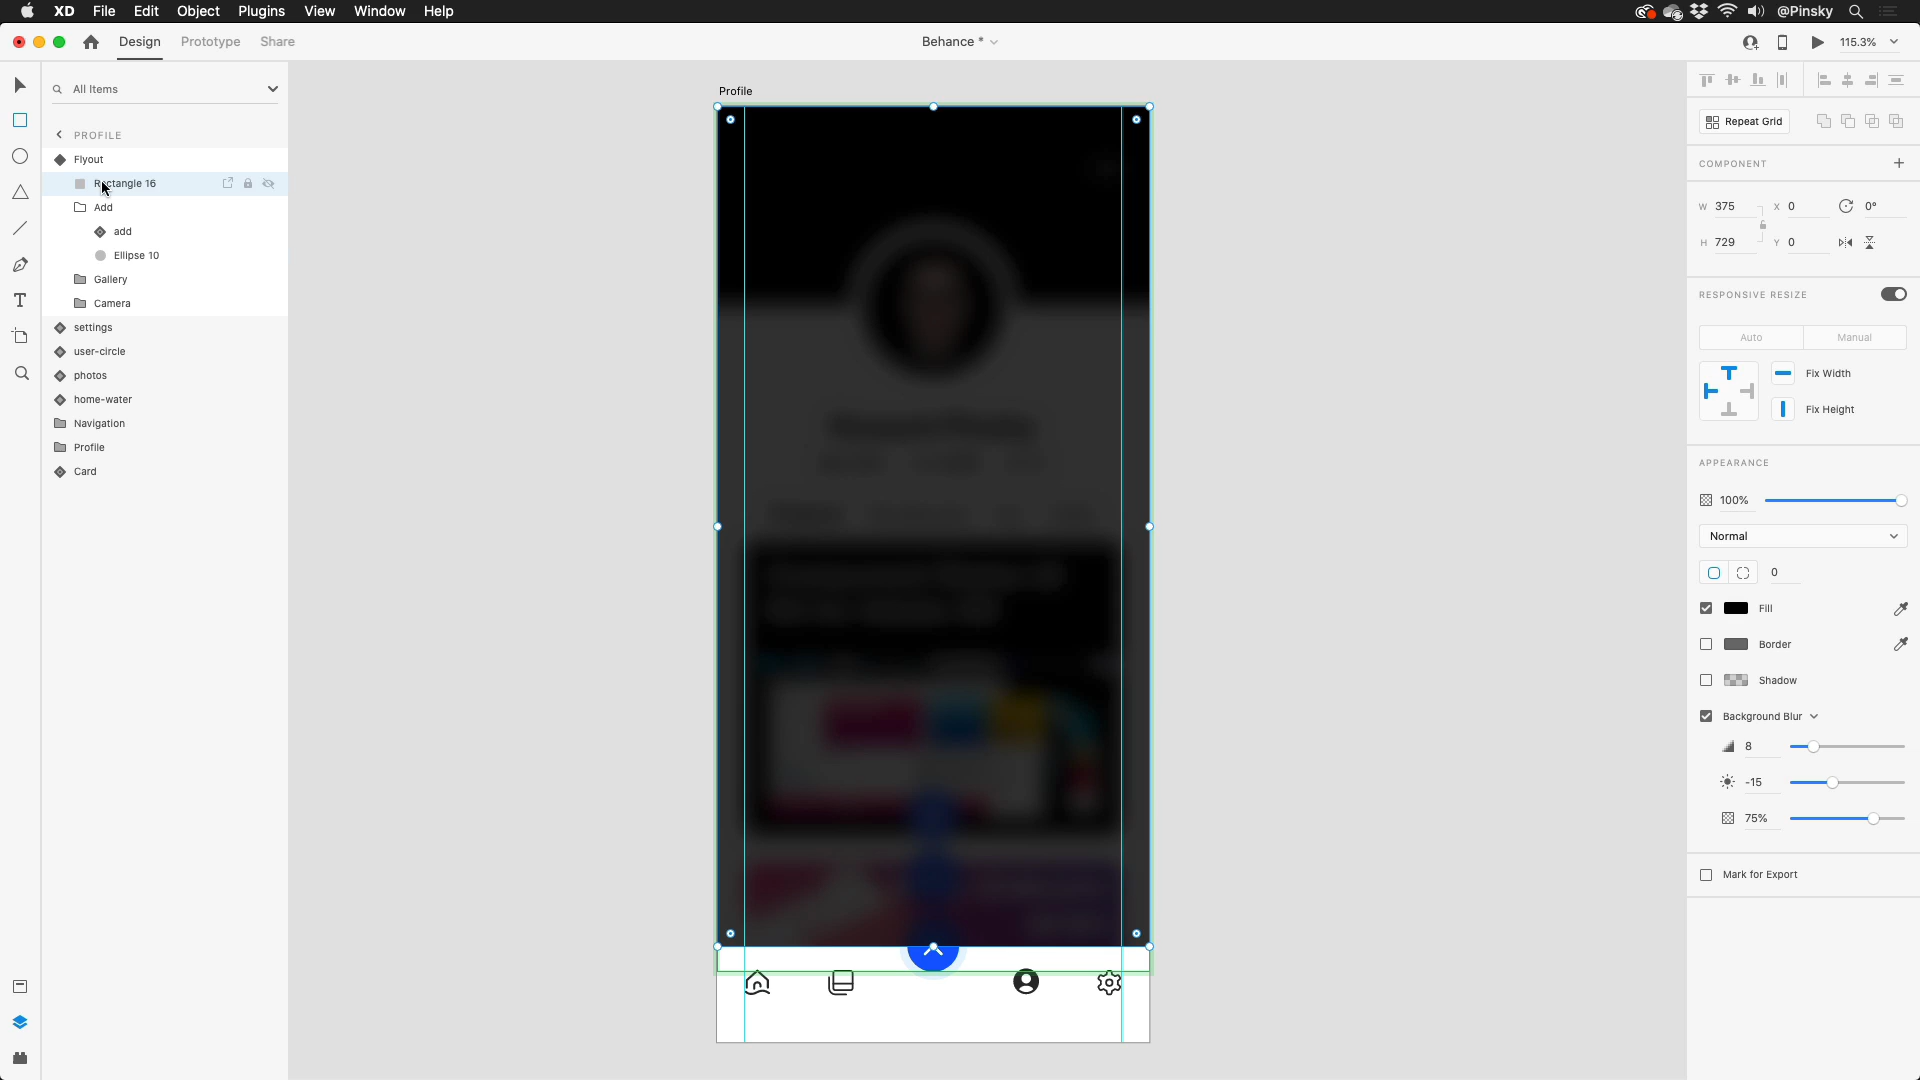 XD File Edit Object Plugins View Window Help
@Pinsky
Design Prototype Share
Behance *
115.3%
All Items
PROFILE
Flyout
Rectangle 16
Add
add
Ellipse 10
Gallery
Camera
settings
user-circle
photos
home-water
Navigation
Profile
Card
Profile
Repeat Grid
COMPONENT
W 375 X 0 0°
H 729 Y 0
RESPONSIVE RESIZE
Auto Manual
Fix Width
Fix Height
APPEARANCE
100%
Normal
0
Fill
Border
Shadow
Background Blur
8
-15
75%
Mark for Export